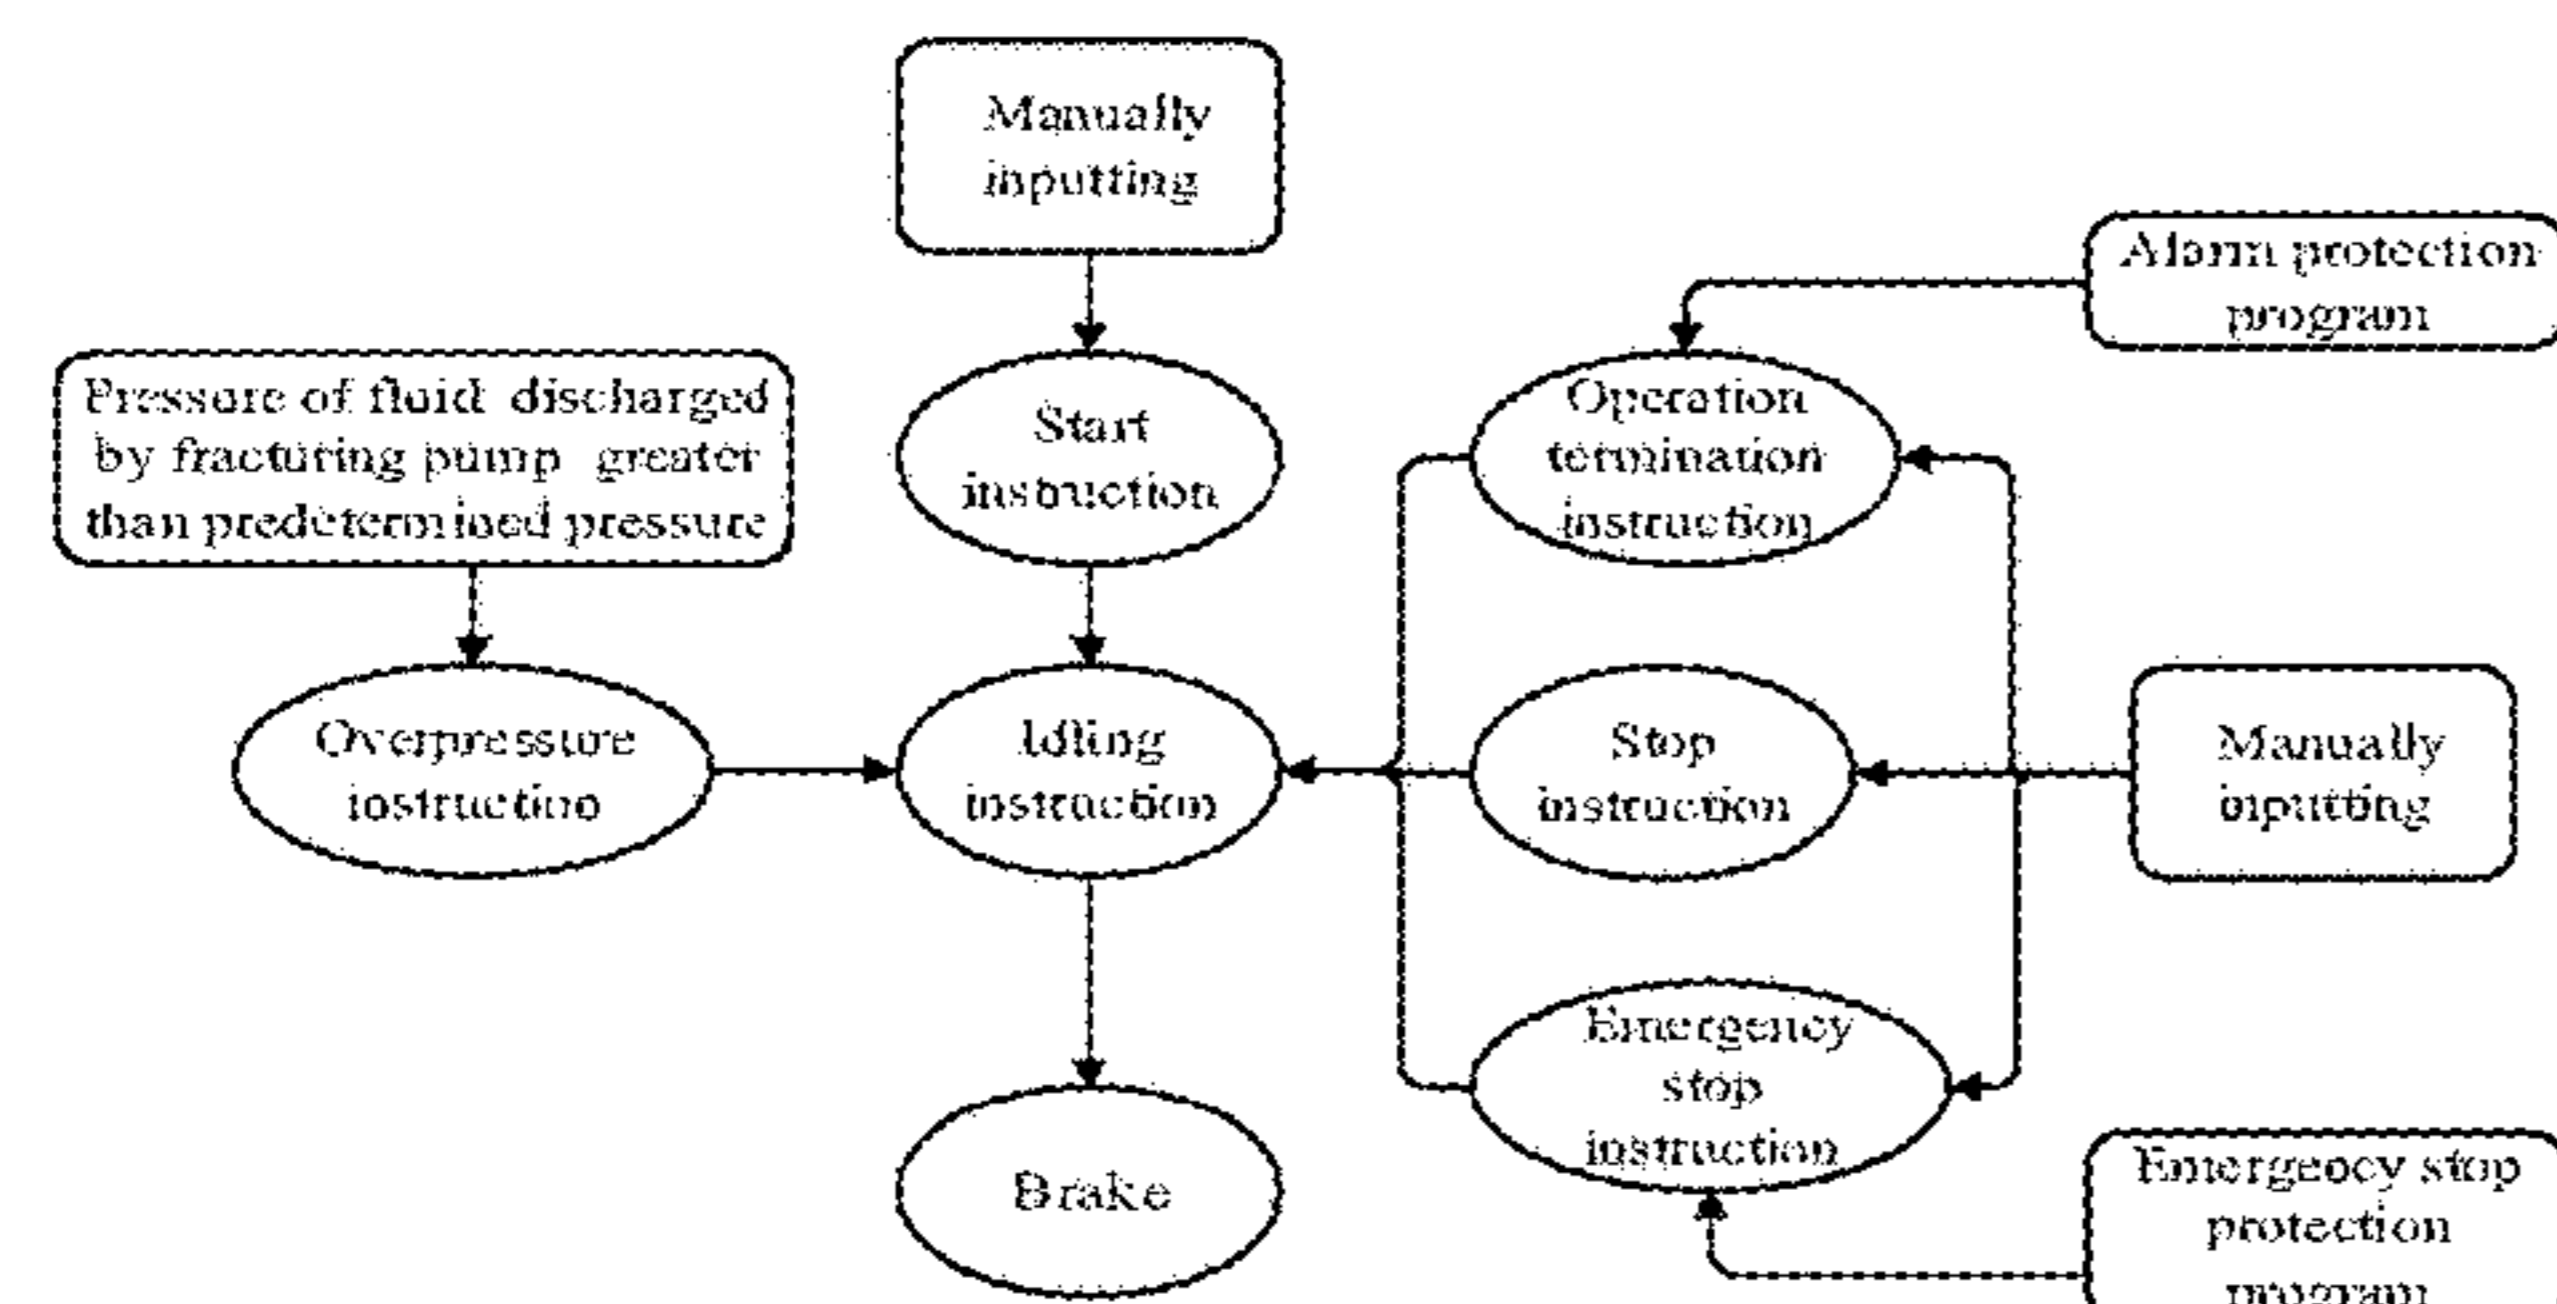 Manually
inputting
Alarm protection
program
Pressure of fluid discharged
by fracturing pump greater
than predetermined pressure
Start
instruction
Operation
termination
instruction
Overpressure
instruction
Idling
instruction
Stop
instruction
Manually
inputting
Emergency
stop
instruction
Brake
Emergency stop
protection
program